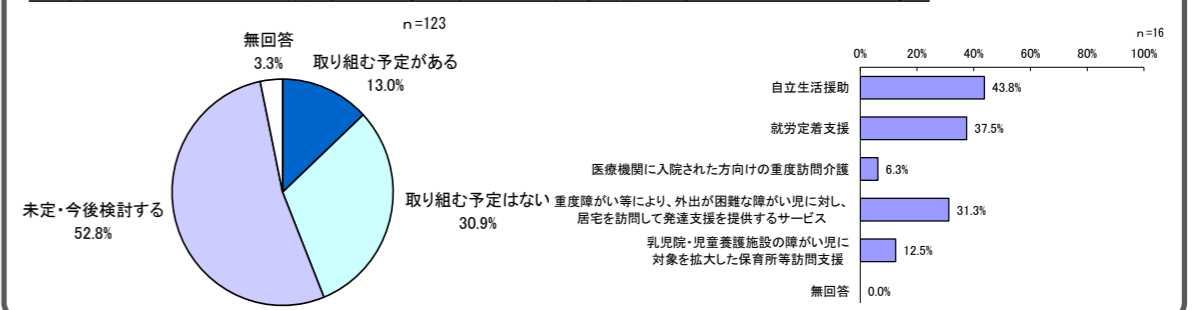 n=123
無回答
3.3%
取り組む予定がある
13.0%
取り組む予定はない
30.9%
未定・今後検討する
52.8%
n=16
0% 20% 40% 60% 80% 100%
自立生活援助 43.8%
就労定着支援 37.5%
医療機関に入院された方向けの重度訪問介護 6.3%
重度障がい等により、外出が困難な障がい児に対し、
居宅を訪問して発達支援を提供するサービス 31.3%
乳児院・児童養護施設の障がい児に
対象を拡大した保育所等訪問支援 12.5%
無回答 0.0%